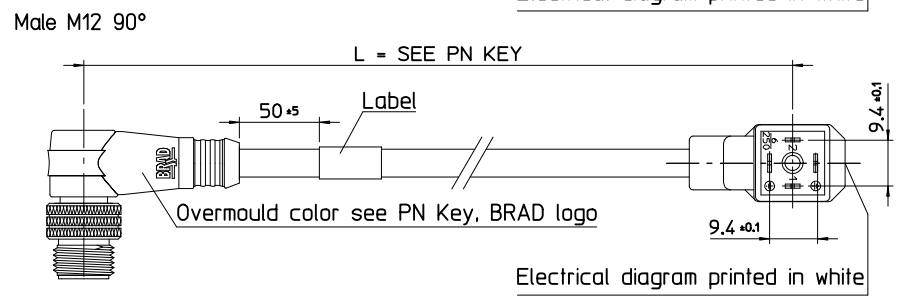 Electrical diagram printed in white
Male M12 90°
L = SEE PN KEY
50 ±5
Label
9.4 ±0.1
BRAD
6
250
2
1
Overmould color see PN Key, BRAD logo
9.4 ±0.1
Electrical diagram printed in white